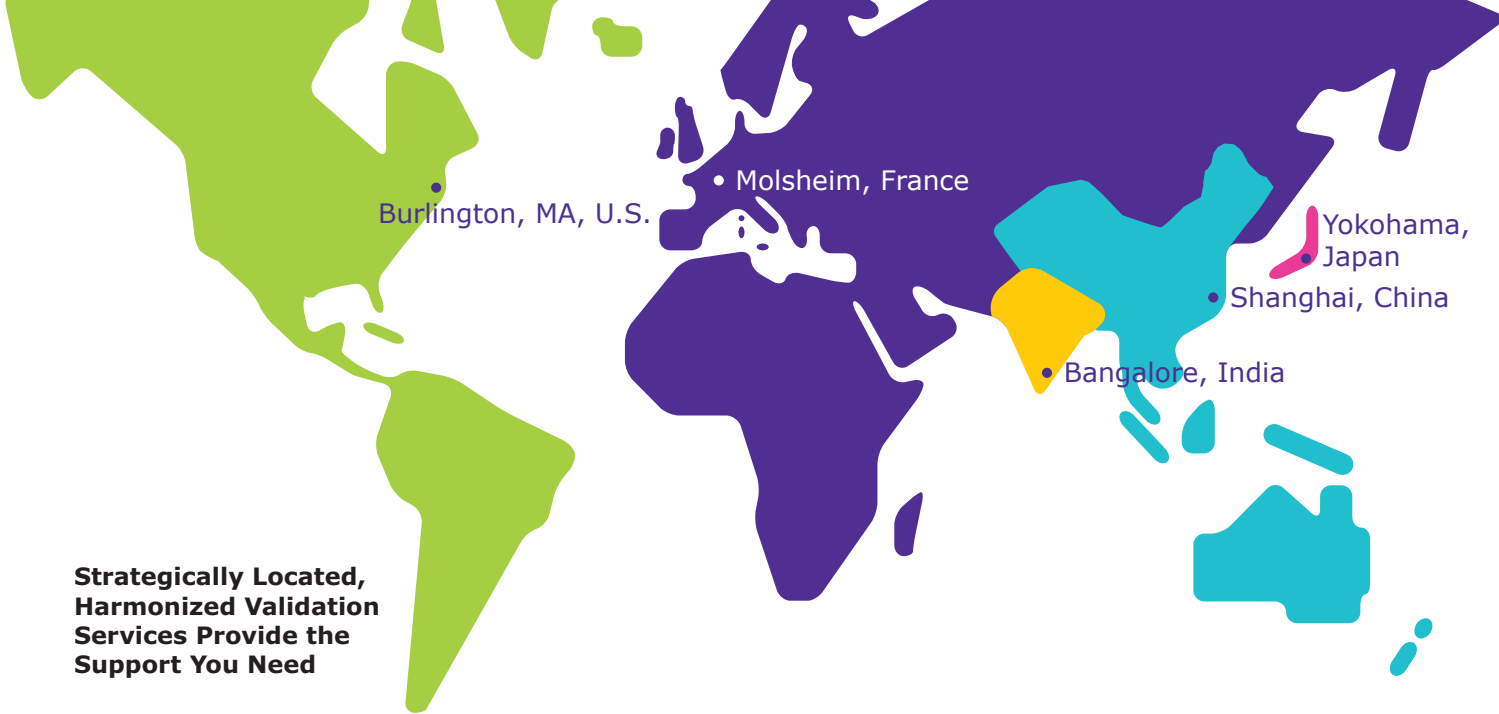 Molsheim, France
Burlington, MA, U.S.
Yokohama,
Japan
Shanghai, China
Bangalore, India
Strategically Located,
Harmonized Validation
Services Provide the
Support You Need